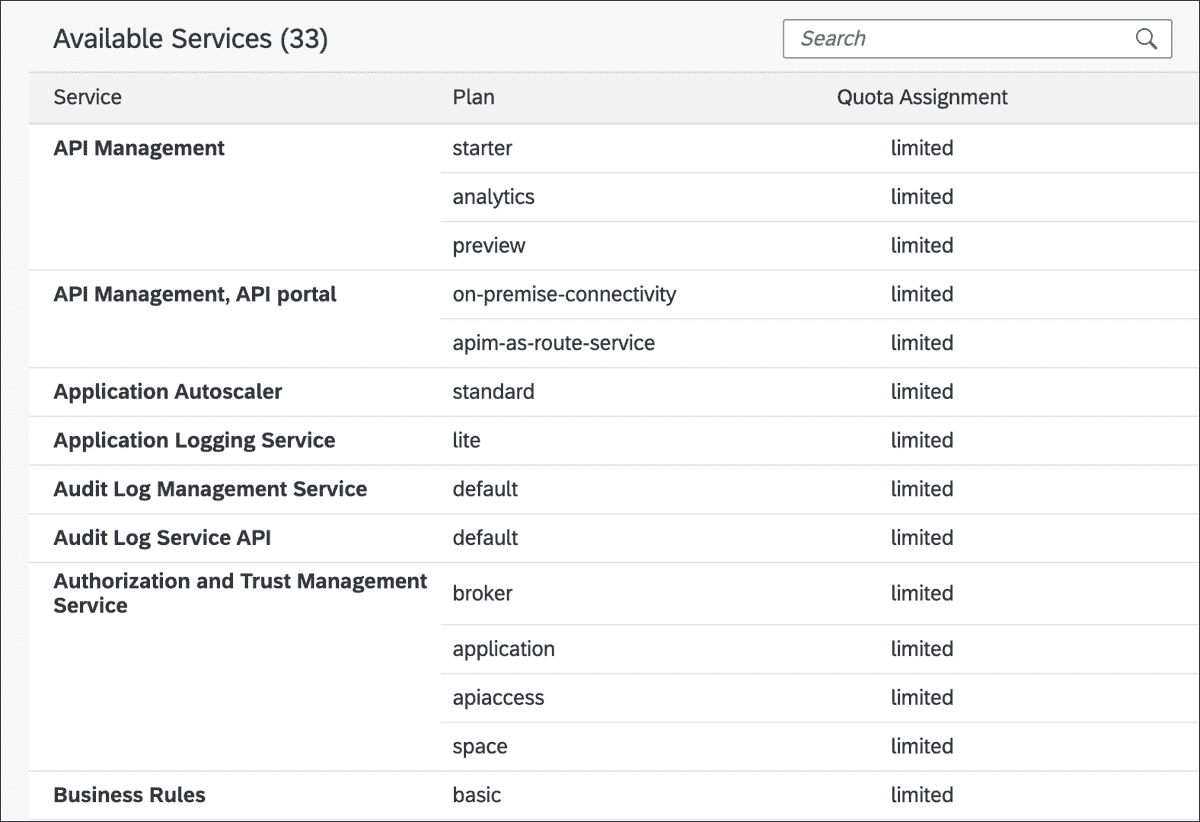 Available Services (33)
Search
Service Plan Quota Assignment
API Management starter limited
analytics limited
preview limited
API Management, API portal on-premise-connectivity limited
apim-as-route-service limited
Application Autoscaler standard limited
Application Logging Service lite limited
Audit Log Management Service default limited
Audit Log Service API default limited
Authorization and Trust Management
Service
broker limited
application limited
apiaccess limited
space limited
Business Rules basic limited